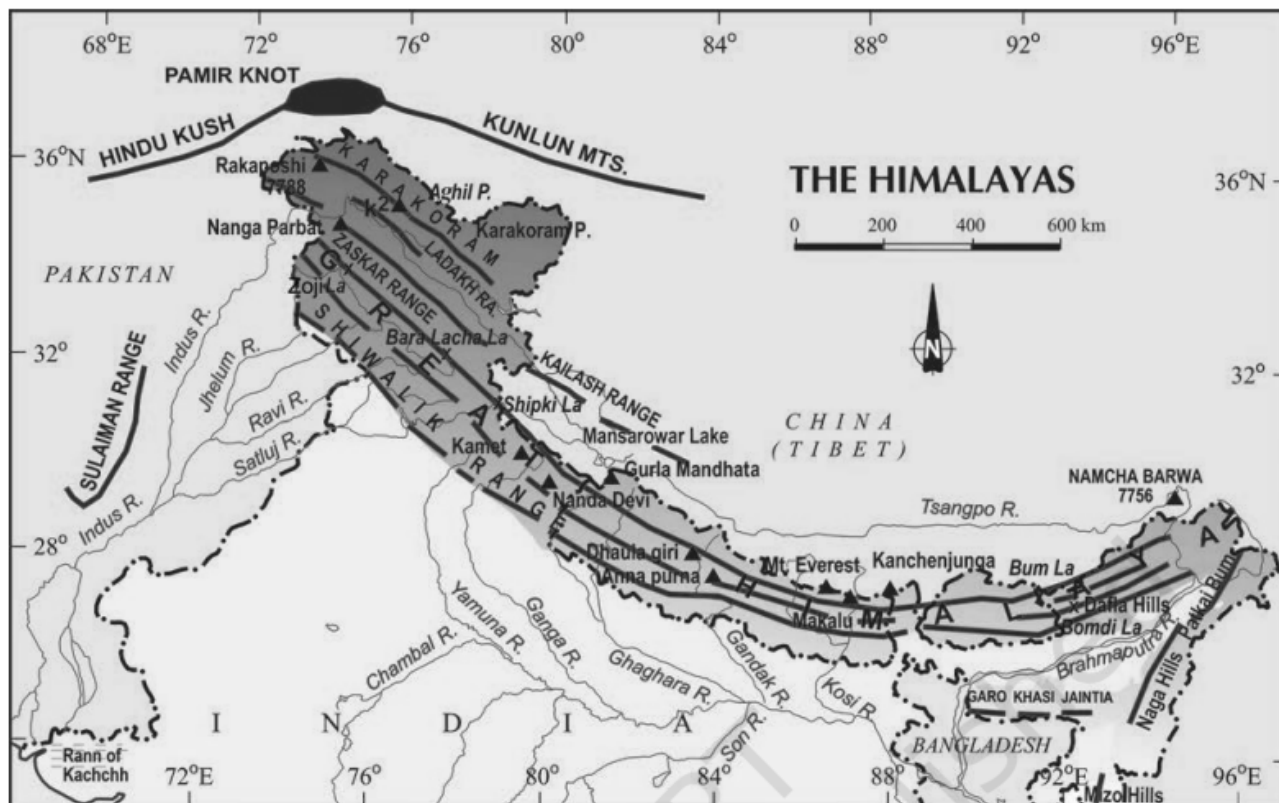 68°E 72° 76° 80° 84° 88° 92° 96°E
PAMIR KNOT
HINDU KUSH
KUNLUN MTS.
36°N
36°N
THE HIMALAYAS
0 200 400 600 km
Rakaposhi
7788
KARAKORAM
K2
Aghil P.
Karakoram P.
Nanga Parbat
LADAKH RA.
ZASKAR RANGE
PAKISTAN
Zoji La
GREAT HIMALAYA
SHIWALIK RANGE
Bara Lacha La
N
Indus R.
Jhelum R.
32°
32°
SULAIMAN RANGE
KAILASH RANGE
Ravi R.
Shipki La
Satluj R.
Mansarowar Lake
CHINA
(TIBET)
Kamet
Gurla Mandhata
Nanda Devi
NAMCHA BARWA
7756
Indus R.
Tsangpo R.
28°
28°
Dhaula giri
Mt. Everest
Kanchenjunga
Bum La
Anna purna
Makalu
x Dafla Hills
Bomdi La
Patkai Bum
Yamuna R.
Ganga R.
Chambal R.
Ghaghara R.
Gandak R.
Kosi R.
Brahmaputra R.
Naga Hills
GARO KHASI JAINTIA
INDIA
Son R.
BANGLADESH
Rann of
Kachchh
Mizo Hills
72°E 76° 80° 84° 88° 92°E 96°E